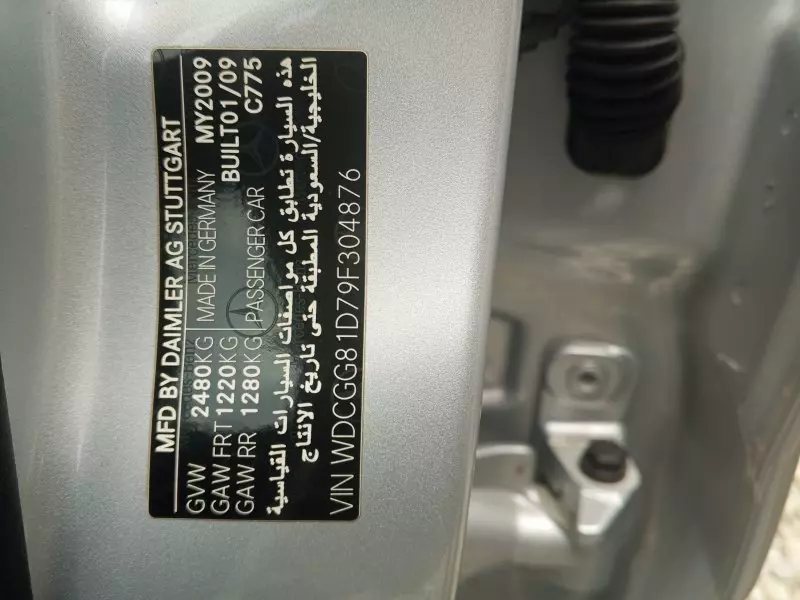 MFD BY DAIMLER AG STUTTGART
GVW 2480KG MADE IN GERMANY MY2009
GAW FRT 1220KG BUILT01/09
GAW RR 1280KG PASSENGER CAR C775
هذه السيارة تطابق كل مواصفات السيارات القياسية
الخليجية/السعودية المطبقة حتى تاريخ الانتاج
VIN WDCGG81D79F304876